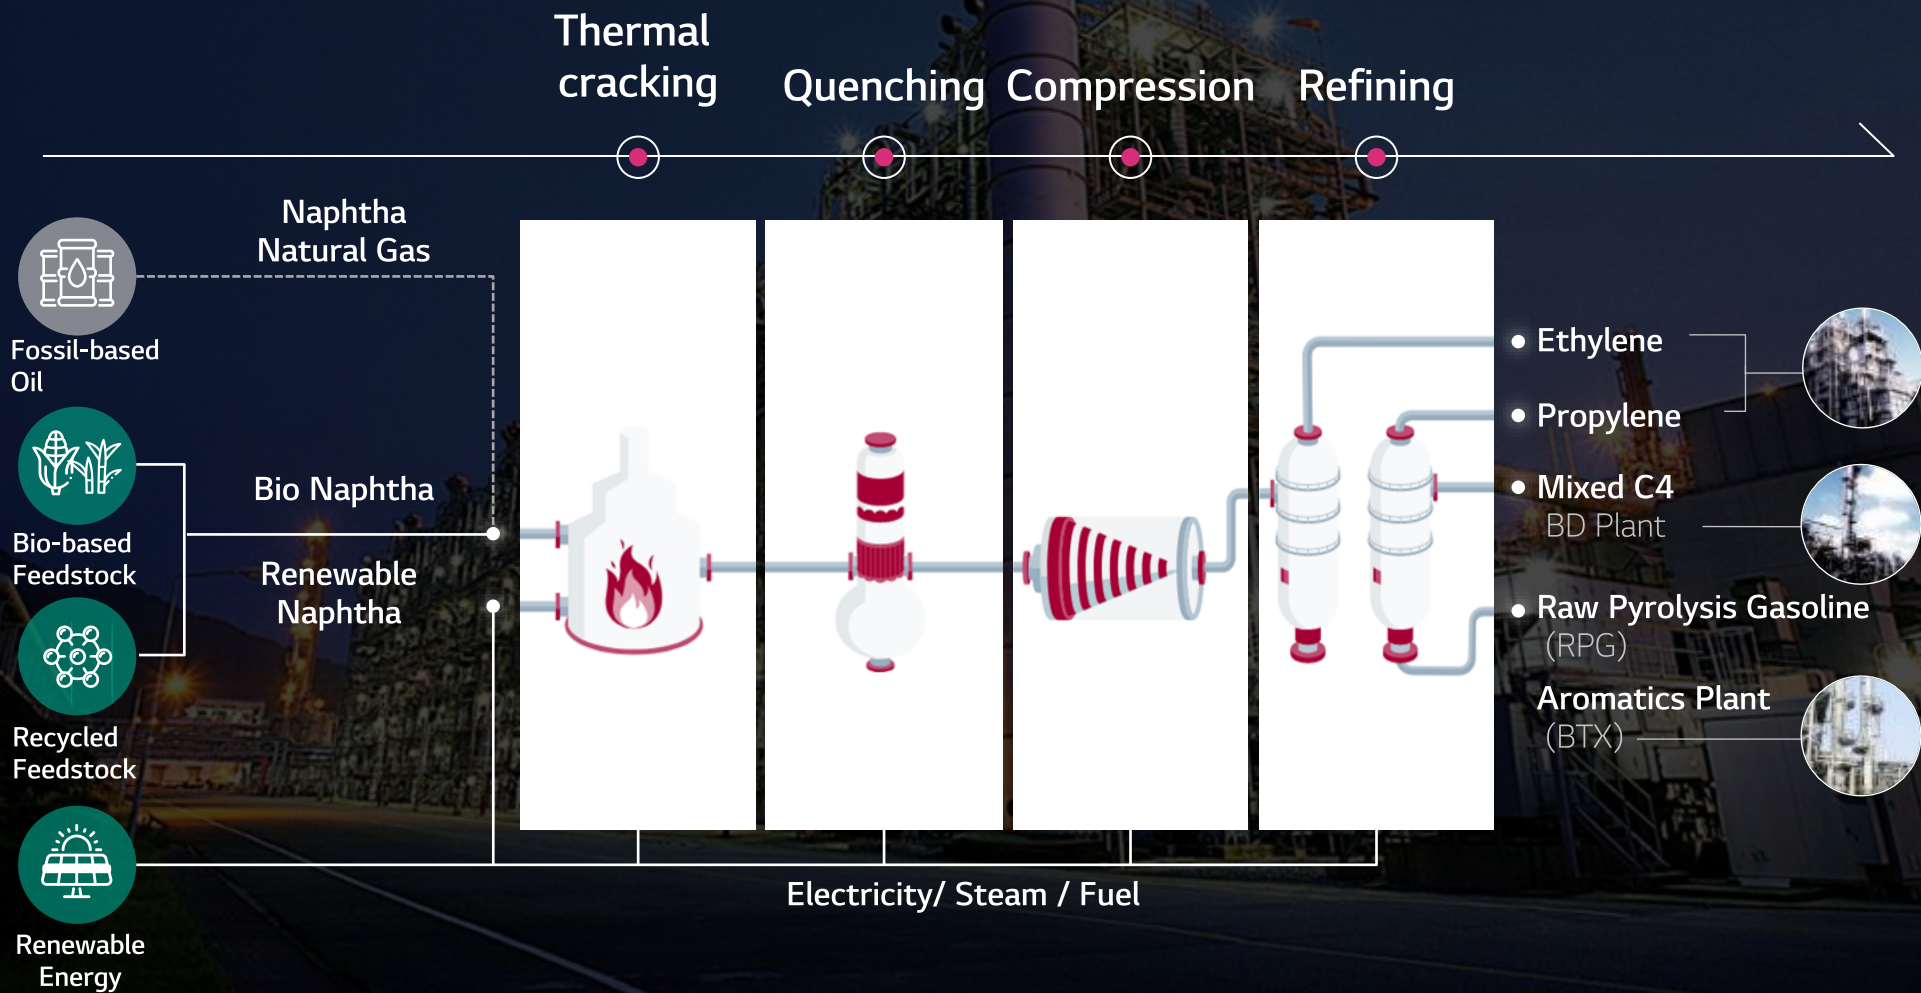 Thermal
cracking
Quenching
Compression
Refining
Naphtha
Natural Gas
Fossil-based
Oil
Bio Naphtha
Bio-based
Feedstock
Renewable
Naphtha
Recycled
Feedstock
Renewable
Energy
Electricity/ Steam / Fuel
Ethylene
Propylene
Mixed C4
BD Plant
Raw Pyrolysis Gasoline
(RPG)
Aromatics Plant
(BTX)